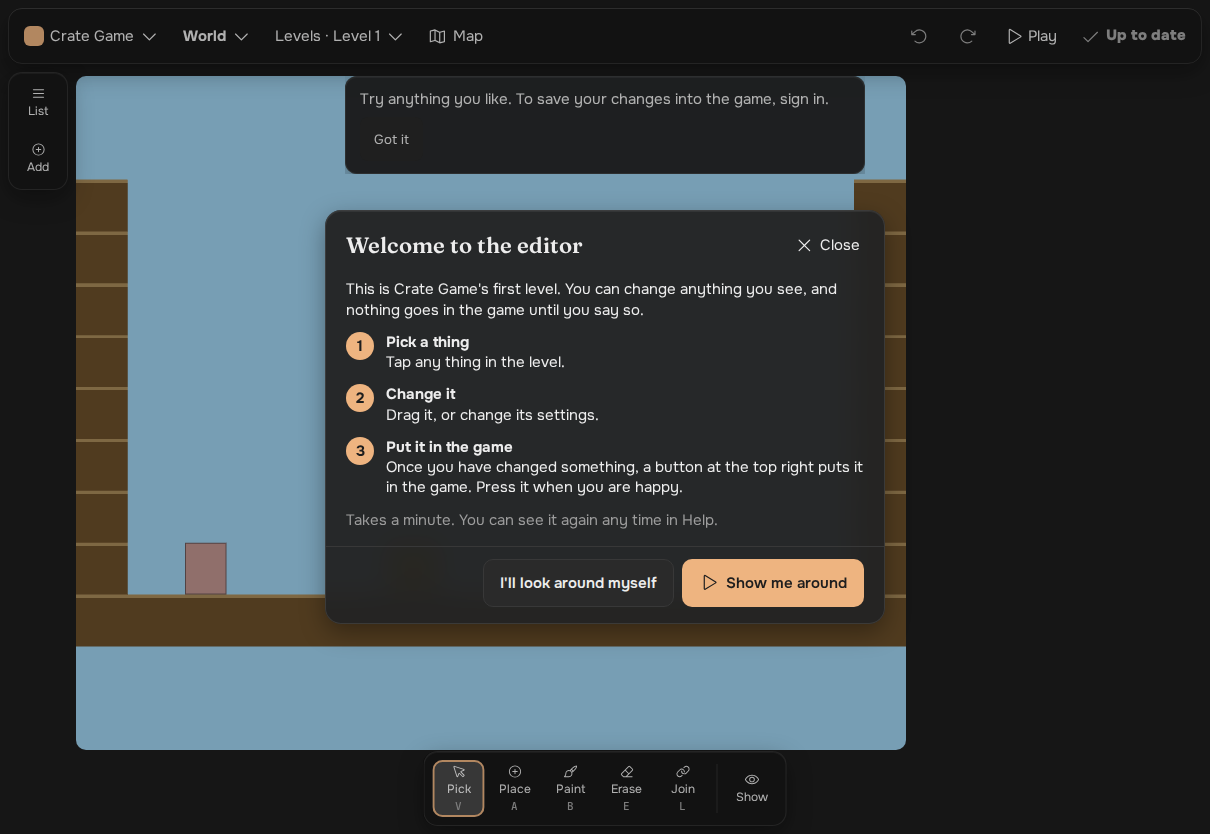 Crate Game
World
Levels · Level 1
Map
Play
Up to date
List
Add
Try anything you like. To save your changes into the game, sign in.
Got it
Welcome to the editor
Close
This is Crate Game's first level. You can change anything you see, and
nothing goes in the game until you say so.
1
Pick a thing
Tap any thing in the level.
2
Change it
Drag it, or change its settings.
3
Put it in the game
Once you have changed something, a button at the top right puts it
in the game. Press it when you are happy.
Takes a minute. You can see it again any time in Help.
I'll look around myself
Show me around
Pick
V
Place
A
Paint
B
Erase
E
Join
L
Show